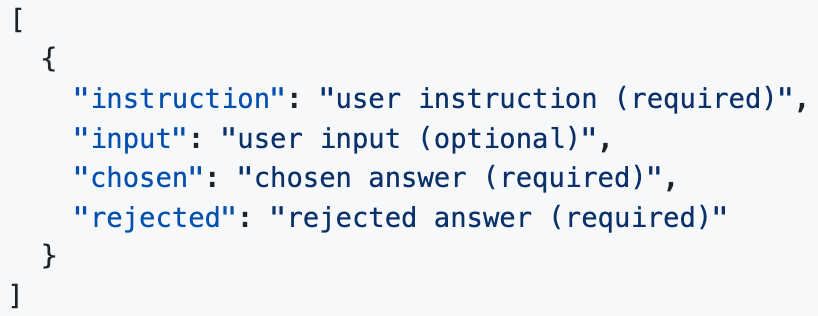 [
  {
    "instruction": "user instruction (required)",
    "input": "user input (optional)",
    "chosen": "chosen answer (required)",
    "rejected": "rejected answer (required)"
  }
]